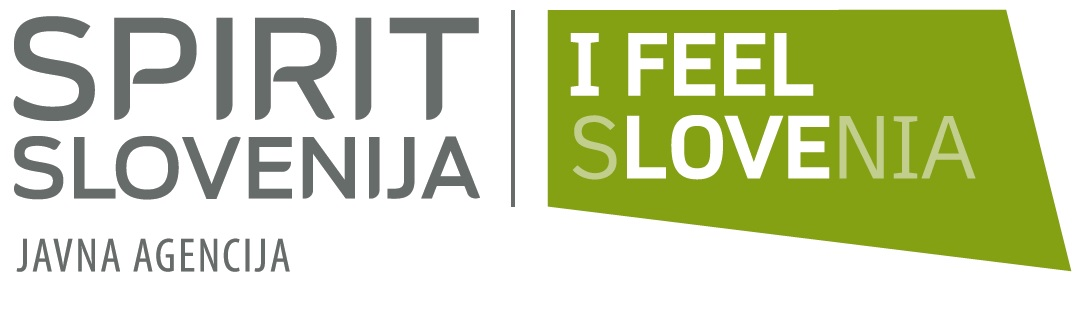 SPIRIT
SLOVENIJA
JAVNA AGENCIJA
I FEEL
SLOVENIA